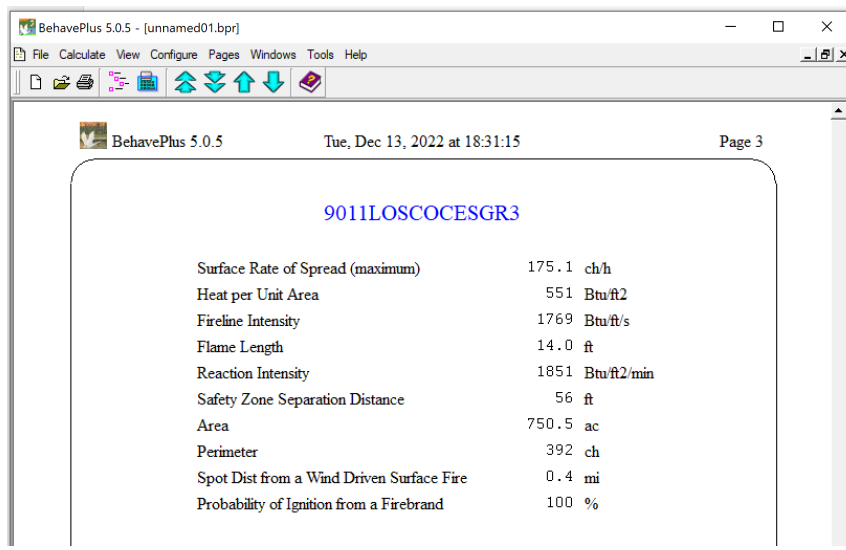 BehavePlus 5.0.5 - [unnamed01.bpr]
File Calculate View Configure Pages Windows Tools Help
BehavePlus 5.0.5 Tue, Dec 13, 2022 at 18:31:15 Page 3
9011LOSCOCESGR3
Surface Rate of Spread (maximum) 175.1 ch/h
Heat per Unit Area 551 Btu/ft2
Fireline Intensity 1769 Btu/ft/s
Flame Length 14.0 ft
Reaction Intensity 1851 Btu/ft2/min
Safety Zone Separation Distance 56 ft
Area 750.5 ac
Perimeter 392 ch
Spot Dist from a Wind Driven Surface Fire 0.4 mi
Probability of Ignition from a Firebrand 100 %